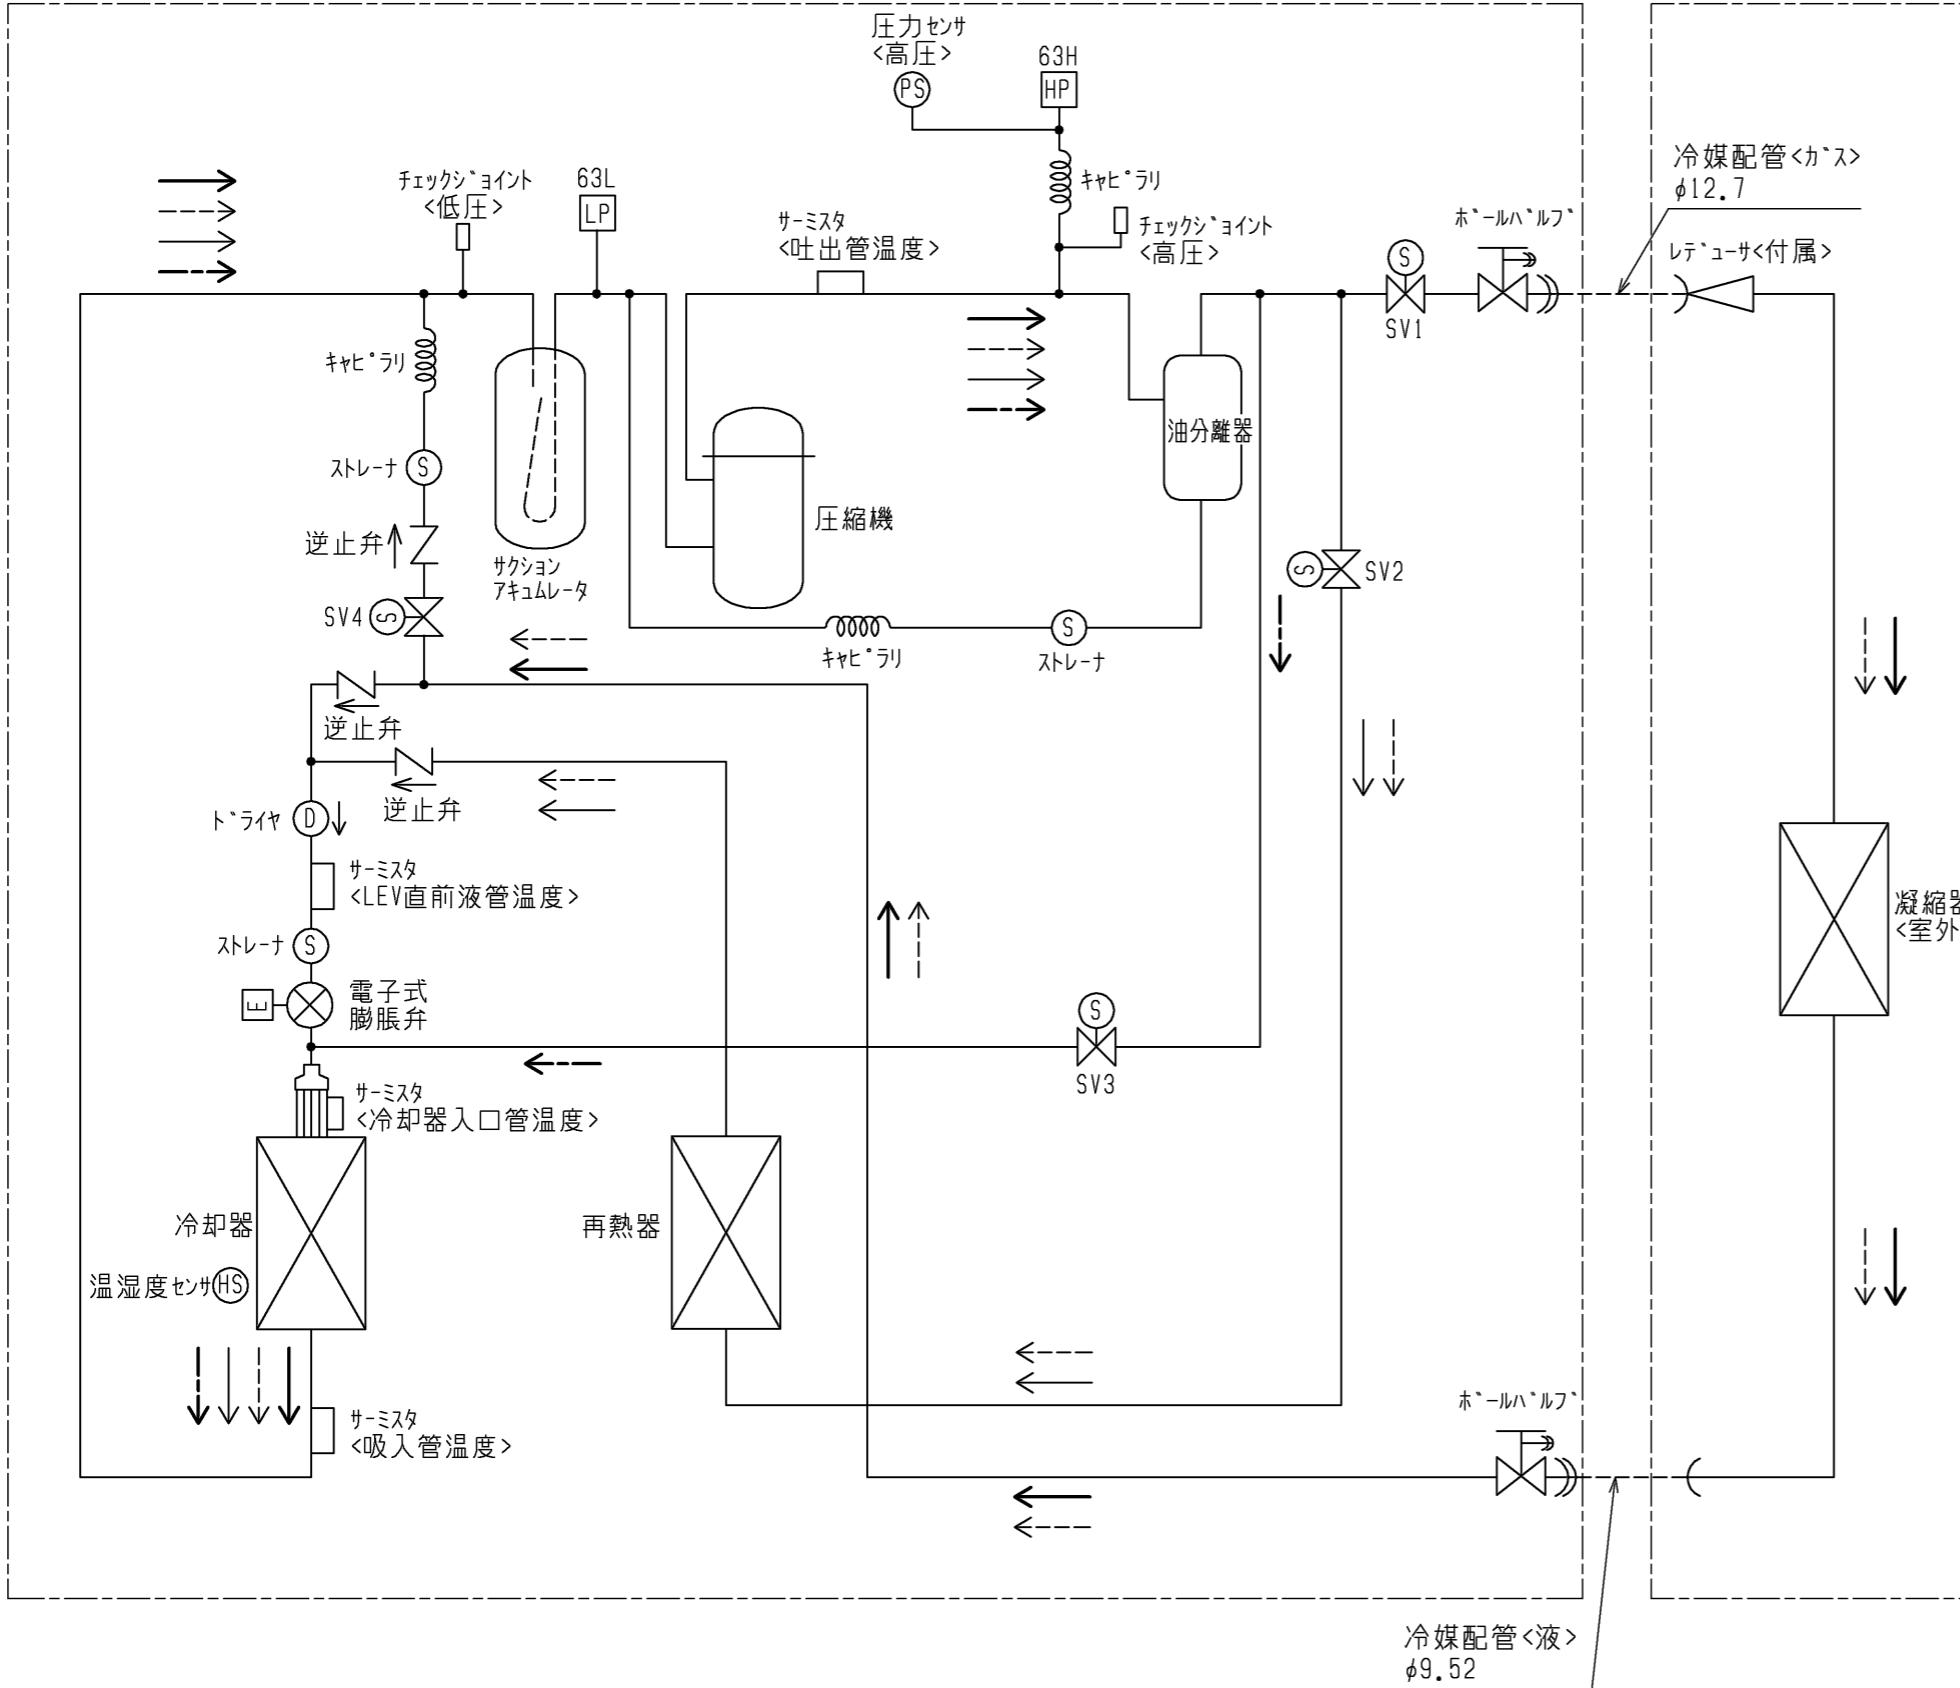 圧力センサ
<高圧>
PS
63H
HP
キャピラリ
チェックジョイント
<高圧>
チェックジョイント
<低圧>
63L
LP
サーミスタ
<吐出管温度>
冷媒配管<ガス>
φ12.7
ボールバルブ
レデューサ<付属>
S
SV1
キャピラリ
ストレーナ
S
逆止弁
SV4
S
サクション
アキュムレータ
圧縮機
油分離器
S
SV2
キャピラリ
S
ストレーナ
逆止弁
逆止弁
ドライヤ
D
サーミスタ
<LEV直前液管温度>
ストレーナ
S
E
電子式
膨脹弁
S
SV3
サーミスタ
<冷却器入口管温度>
冷却器
温湿度センサ
HS
再熱器
サーミスタ
<吸入管温度>
凝縮器
<室外
ボールバルブ
冷媒配管<液>
φ9.52